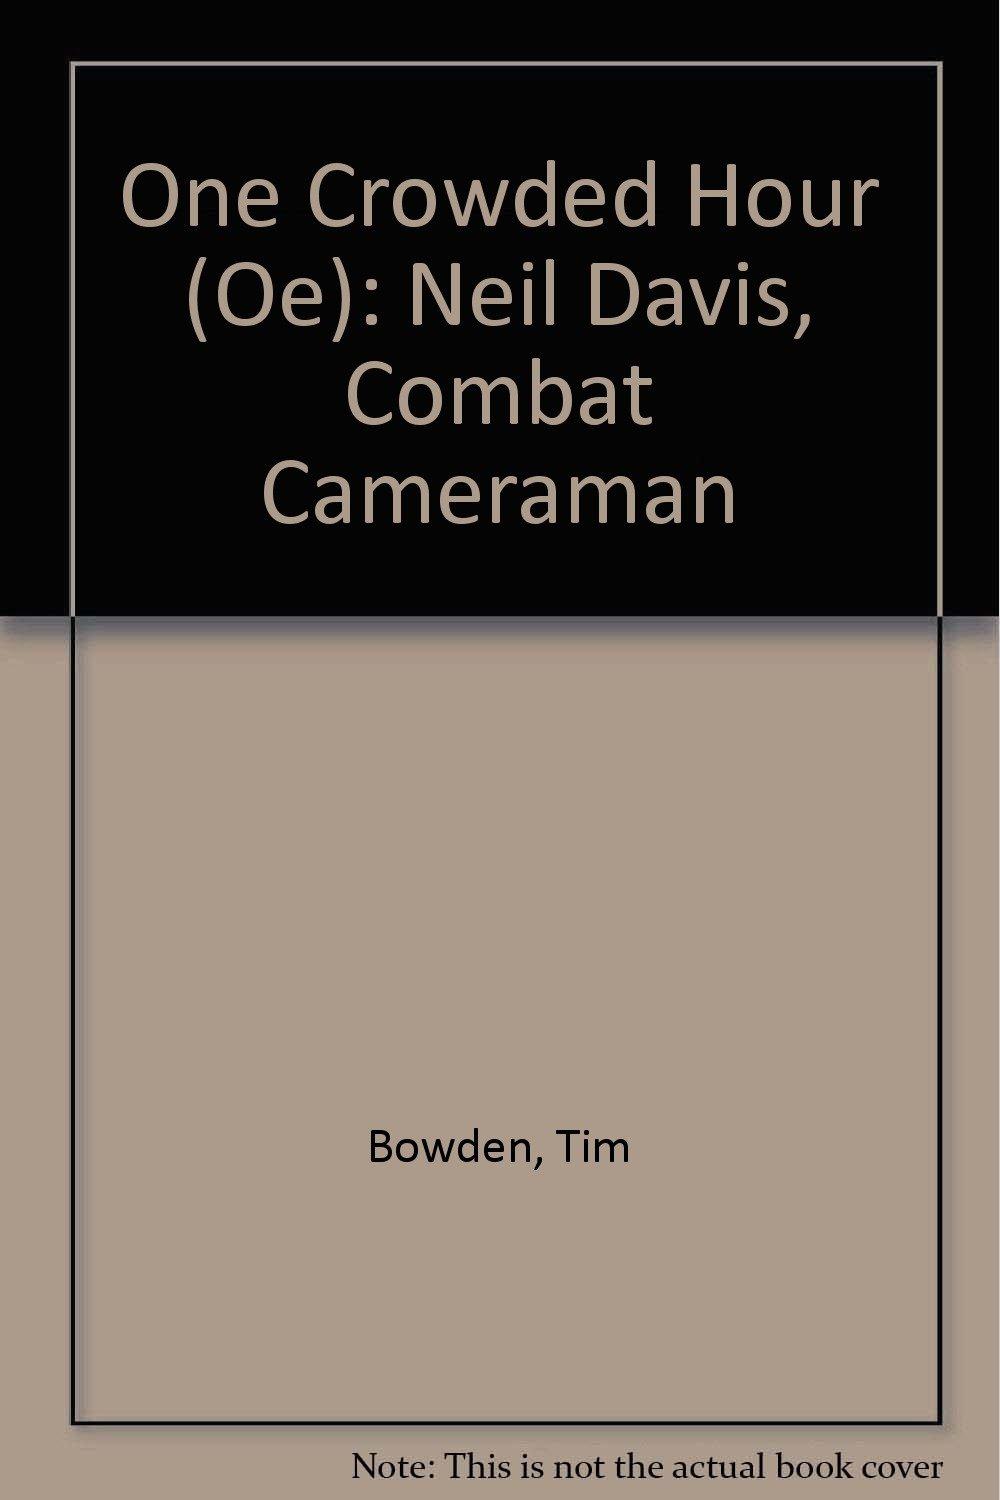 One Crowded Hour
(Oe): Neil Davis,
Combat
Cameraman
Bowden, Tim
Note: This is not the actual book cover